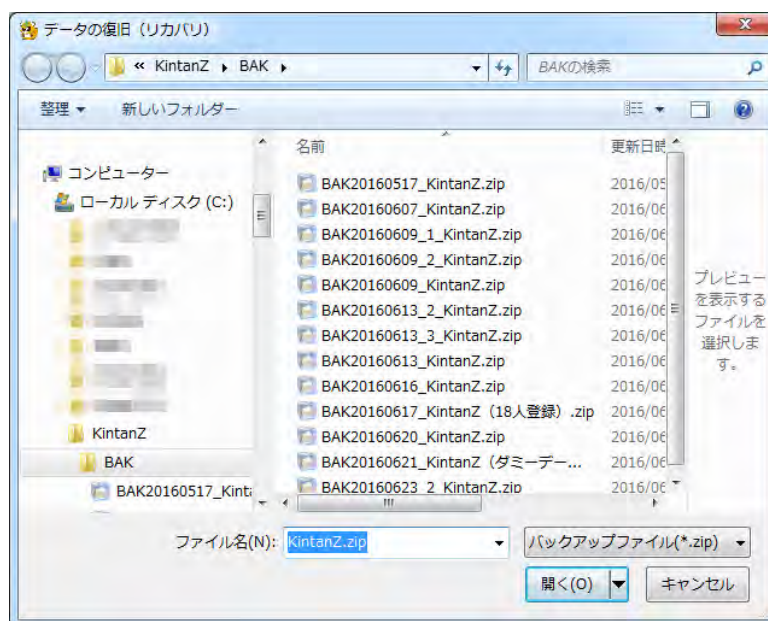 データの復旧（リカバリ）
« KintanZ ▸ BAK ▸
BAKの検索
整理 ▼ 新しいフォルダー
名前 更新日時
コンピューター
ローカル ディスク (C:)
KintanZ
BAK
BAK20160517_Kinta
BAK20160517_KintanZ.zip 2016/05
BAK20160607_KintanZ.zip 2016/06
BAK20160609_1_KintanZ.zip 2016/06
BAK20160609_2_KintanZ.zip 2016/06
BAK20160609_KintanZ.zip 2016/06
BAK20160613_2_KintanZ.zip 2016/06
BAK20160613_3_KintanZ.zip 2016/06
BAK20160613_KintanZ.zip 2016/06
BAK20160616_KintanZ.zip 2016/06
BAK20160617_KintanZ（18人登録）.zip 2016/06
BAK20160620_KintanZ.zip 2016/06
BAK20160621_KintanZ（ダミーデー... 2016/06
BAK20160623_2_KintanZ.zip 2016/06
プレビュー
を表示する
ファイルを
選択しま
す。
ファイル名(N): KintanZ.zip
バックアップファイル(*.zip)
開く(O)
キャンセル